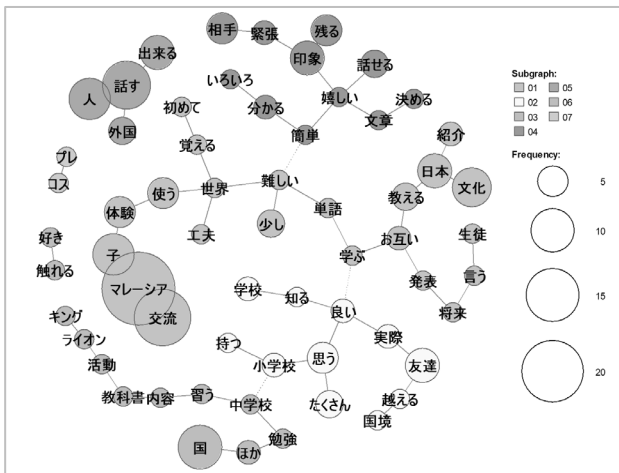 相手
緊張
残る
印象
出来る
話す
人
外国
いろいろ
分かる
簡単
嬉しい
話せる
文章
決める
初めて
覚える
世界
難しい
使う
体験
工夫
少し
単語
プレ
コス
好き
触れる
子
マレーシア
交流
紹介
日本
文化
教える
お互い
生徒
言う
発表
将来
学ぶ
学校
知る
良い
実際
友達
越える
国境
持つ
小学校
思う
たくさん
キング
ライオン
活動
教科書
内容
習う
中学校
勉強
ほか
国
Subgraph:
01 05
02 06
03 07
04
Frequency:
5
10
15
20